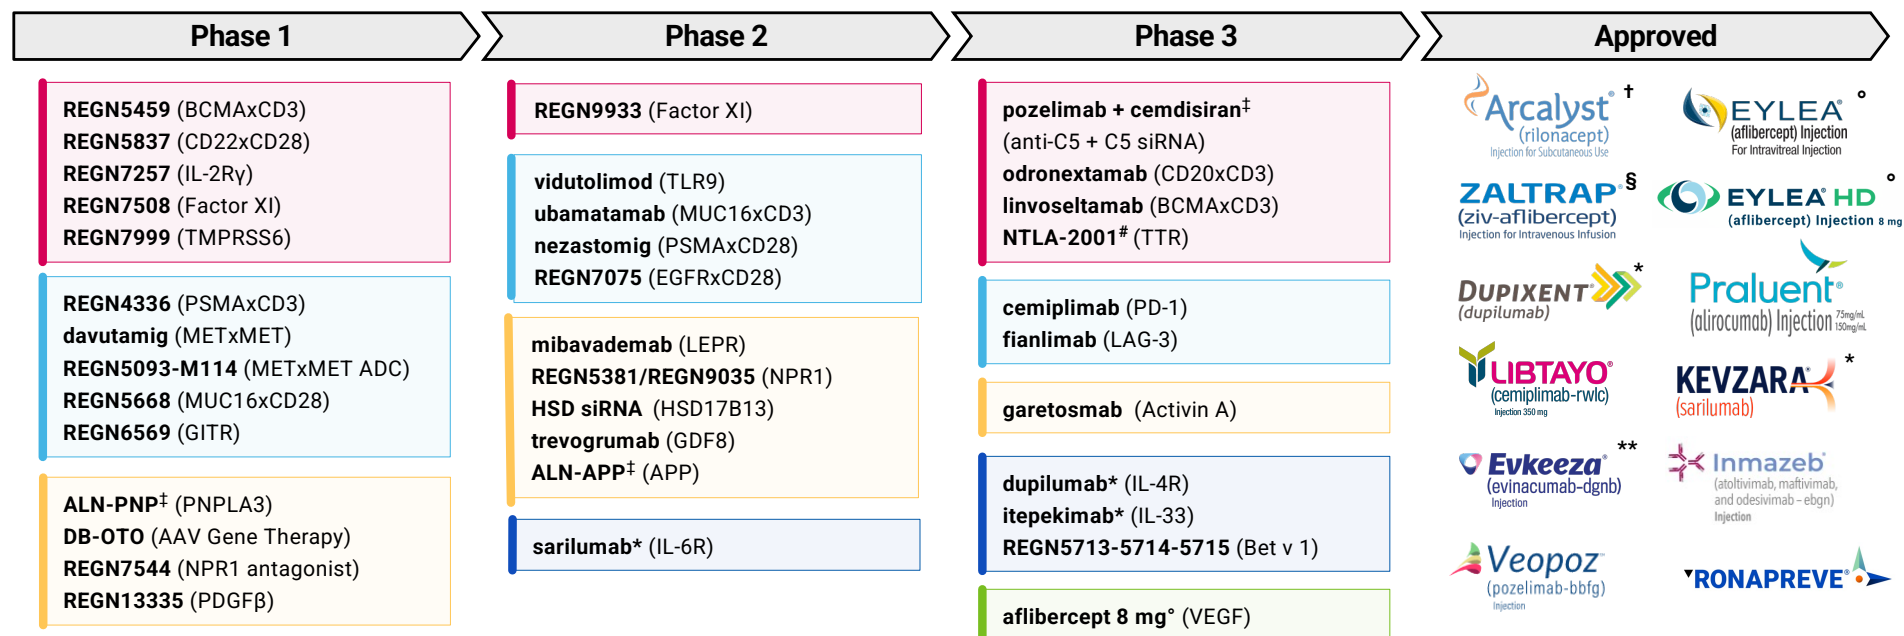 Phase 1
Phase 2
Phase 3
Approved
REGN5459 (BCMAxCD3)
REGN5837 (CD22xCD28)
REGN7257 (IL-2Rγ)
REGN7508 (Factor XI)
REGN7999 (TMPRSS6)
REGN4336 (PSMAxCD3)
davutamig (METxMET)
REGN5093-M114 (METxMET ADC)
REGN5668 (MUC16xCD28)
REGN6569 (GITR)
ALN-PNP‡ (PNPLA3)
DB-OTO (AAV Gene Therapy)
REGN7544 (NPR1 antagonist)
REGN13335 (PDGFβ)
REGN9933 (Factor XI)
vidutolimod (TLR9)
ubamatamab (MUC16xCD3)
nezastomig (PSMAxCD28)
REGN7075 (EGFRxCD28)
mibavademab (LEPR)
REGN5381/REGN9035 (NPR1)
HSD siRNA (HSD17B13)
trevogrumab (GDF8)
ALN-APP‡ (APP)
sarilumab* (IL-6R)
pozelimab + cemdisiran‡
(anti-C5 + C5 siRNA)
odronextamab (CD20xCD3)
linvoseltamab (BCMAxCD3)
NTLA-2001# (TTR)
cemiplimab (PD-1)
fianlimab (LAG-3)
garetosmab (Activin A)
dupilumab* (IL-4R)
itepekimab* (IL-33)
REGN5713-5714-5715 (Bet v 1)
aflibercept 8 mg° (VEGF)
Arcalyst® †
(rilonacept)
Injection for Subcutaneous Use
EYLEA® °
(aflibercept) Injection
For Intravitreal Injection
ZALTRAP® §
(ziv-aflibercept)
Injection for Intravenous Infusion
EYLEA® HD °
(aflibercept) Injection 8 mg
DUPIXENT® *
(dupilumab)
Praluent®
(alirocumab) Injection 75mg/mL
150mg/mL
LIBTAYO®
(cemiplimab-rwlc)
Injection 350 mg
KEVZARA® *
(sarilumab)
Evkeeza® **
(evinacumab-dgnb)
Injection
Inmazeb®
(atoltivimab, maftivimab,
and odesivimab – ebgn)
Injection
Veopoz™
(pozelimab-bbfg)
Injection
▼RONAPREVE®